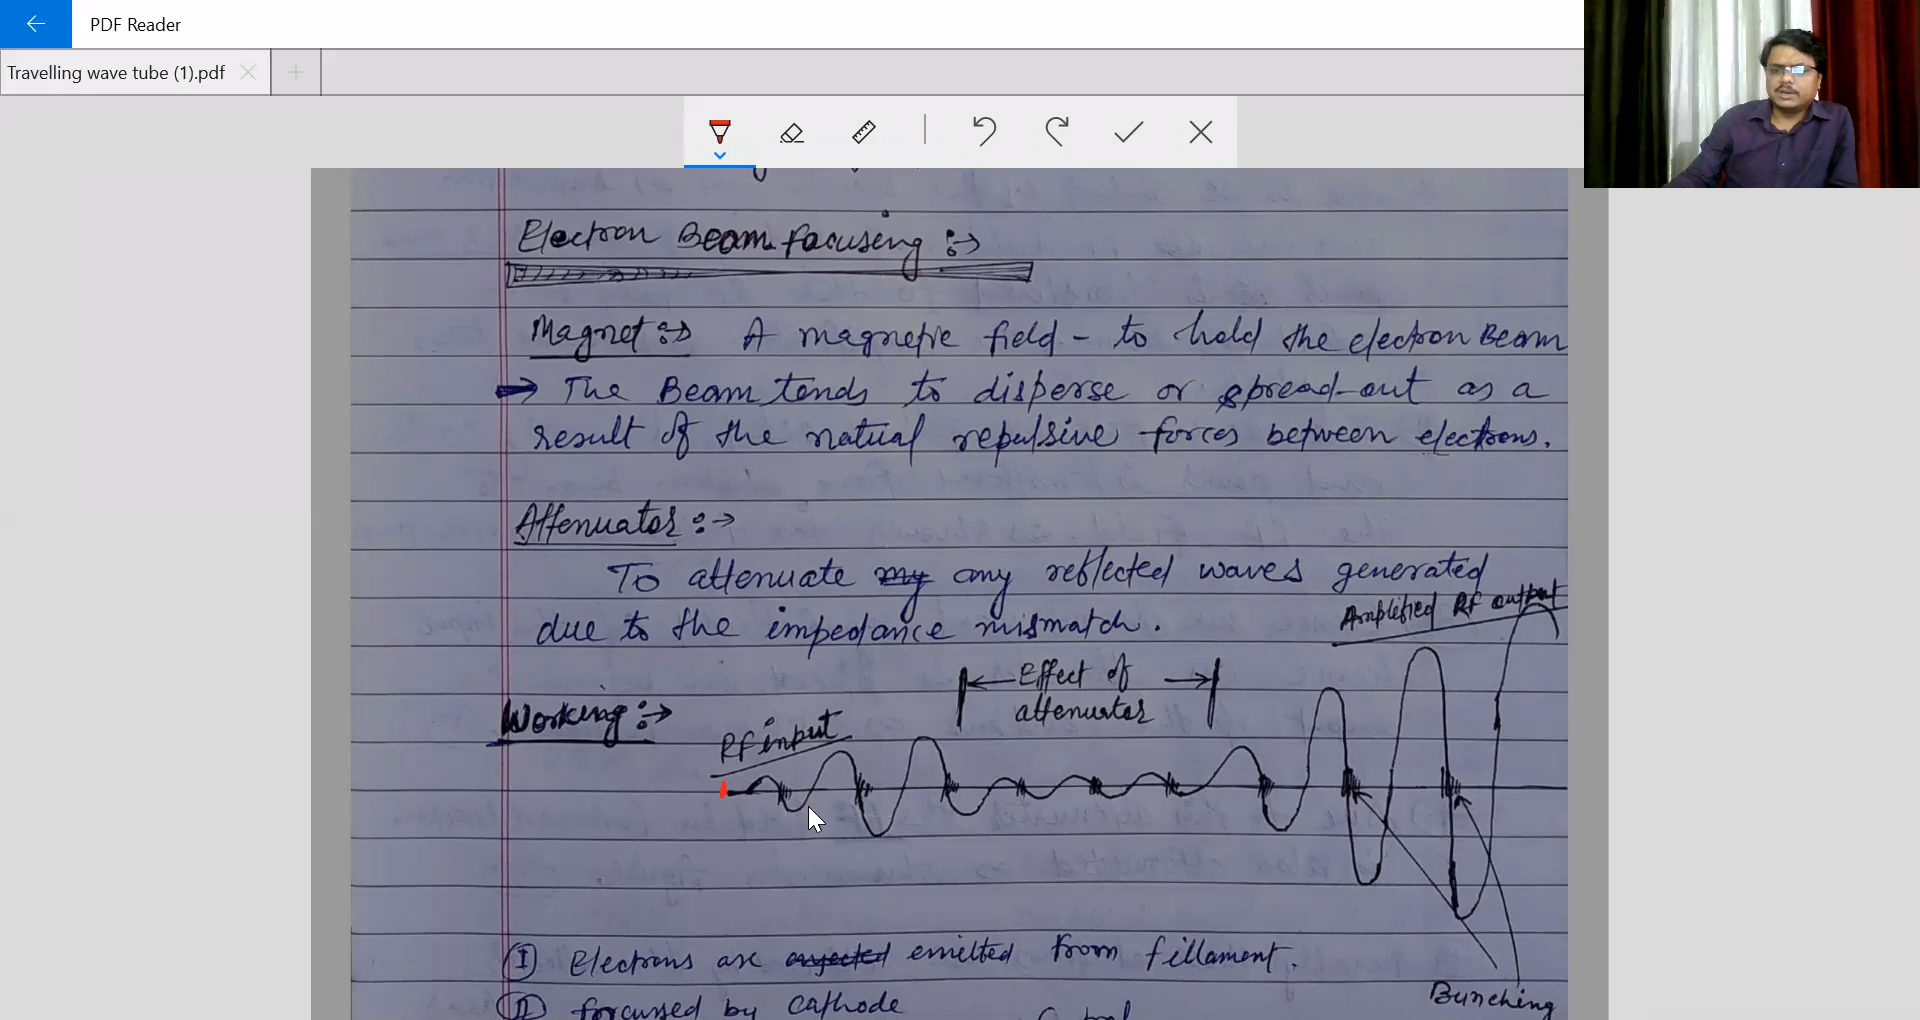 PDF Reader
Travelling wave tube (1).pdf
Electron Beam focuseng :→
Magnet :→ A magnetic field - to hold the electron Beam
→ The Beam tends to disperse or spread-out as a
result of the natual repulsive forces between electrons.
Attenuator :→
To attenuate my any reflected waves generated
due to the impedance mismatch.
Amplified RF output
Effect of
attenuator
Working :→
RF input
I Electrons are emitted from fillament.
II forcussed by cathode
Bunching